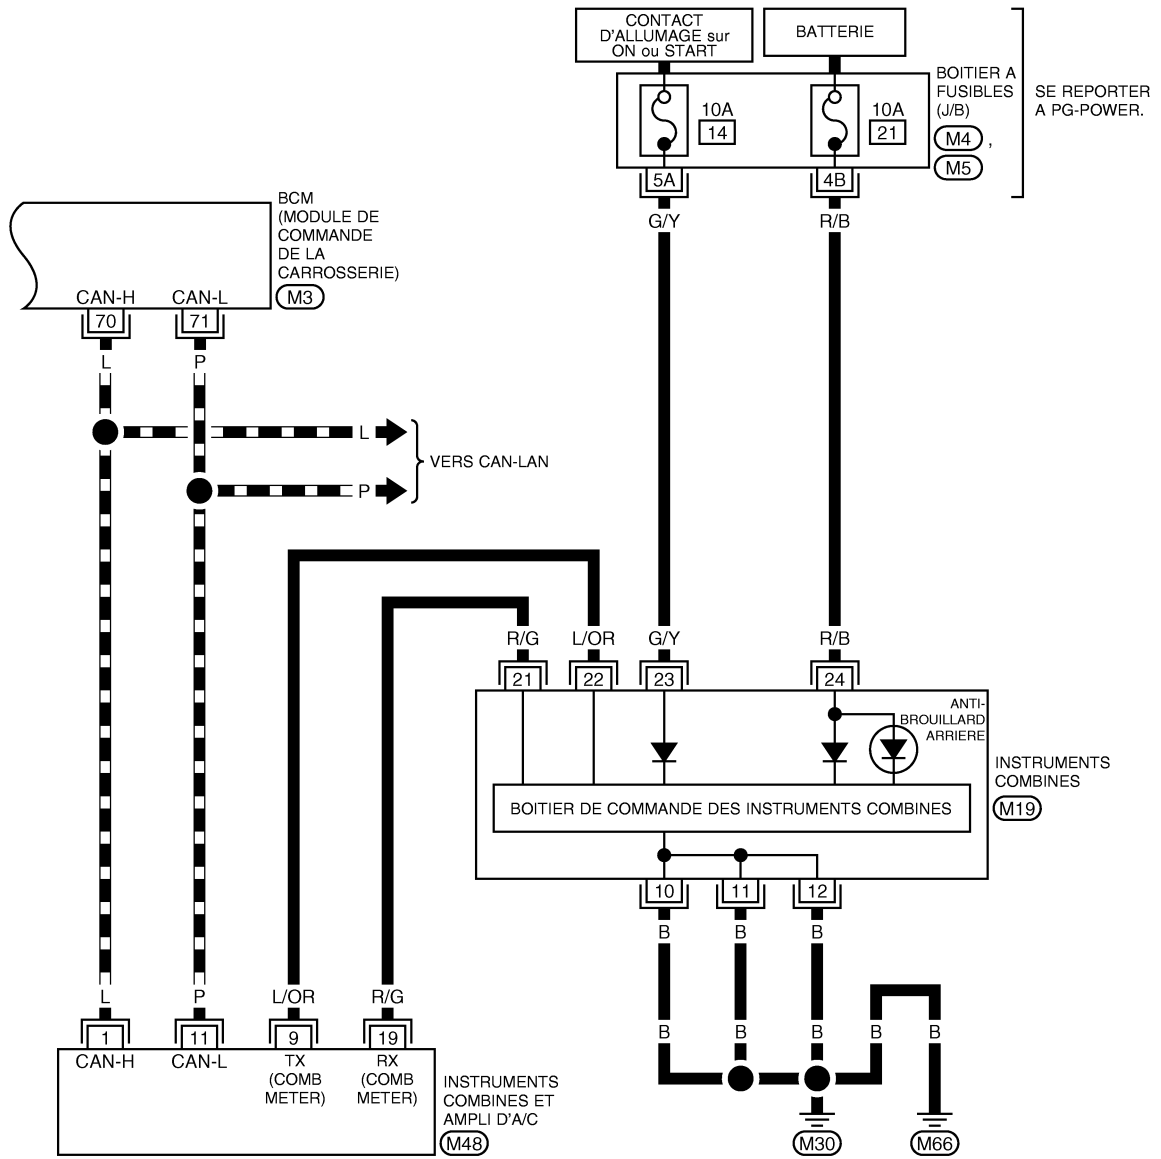 CONTACT
D'ALLUMAGE sur
ON ou START
BATTERIE
BOITIER A
FUSIBLES
(J/B)
M4 ,
M5
SE REPORTER
A PG-POWER.
10A
14
10A
21
5A
4B
G/Y
R/B
BCM
(MODULE DE
COMMANDE
DE LA
CARROSSERIE)
M3
CAN-H
CAN-L
70
71
L
P
L
P
VERS CAN-LAN
R/G
L/OR
G/Y
R/B
21
22
23
24
ANTI-
BROUILLARD
ARRIERE
INSTRUMENTS
COMBINES
M19
BOITIER DE COMMANDE DES INSTRUMENTS COMBINES
10
11
12
B
B
B
L
P
L/OR
R/G
B
B
B
B
B
1
11
9
19
CAN-H
CAN-L
TX
(COMB
METER)
RX
(COMB
METER)
INSTRUMENTS
COMBINES ET
AMPLI D'A/C
M48
M30
M66